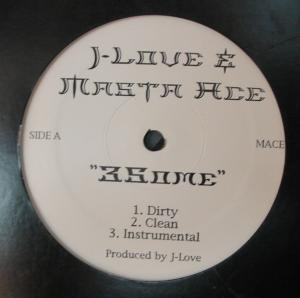 J-Love &
Masta Ace
SIDE A
MACE
"3Some"
1. Dirty
2. Clean
3. Instrumental
Produced by J-Love